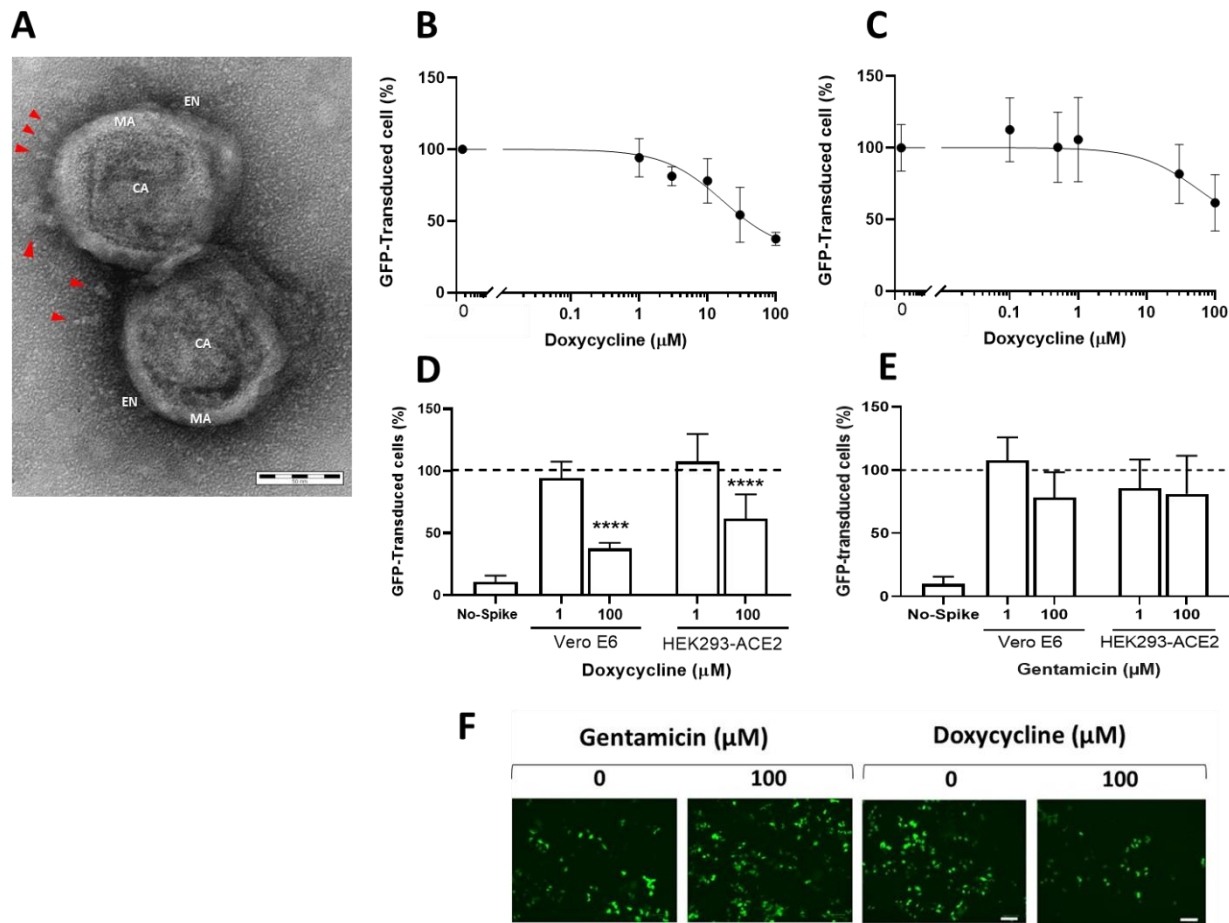 A
EN
MA
CA
CA
EN
MA
50 nm
B
GFP-Transduced cell (%)
150
100
50
0
0
0.1
1
10
100
Doxycycline (μM)
C
GFP-Transduced cell (%)
150
100
50
0
0
0.1
1
10
100
Doxycycline (μM)
D
GFP-Transduced cells (%)
150
100
50
0
****
****
No-Spike
1
100
1
100
Vero E6
HEK293-ACE2
Doxycycline (μM)
E
GFP-transduced cells (%)
150
100
50
0
No-Spike
1
100
1
100
Vero E6
HEK293-ACE2
Gentamicin (μM)
F
Gentamicin (μM)
Doxycycline (μM)
0
100
0
100